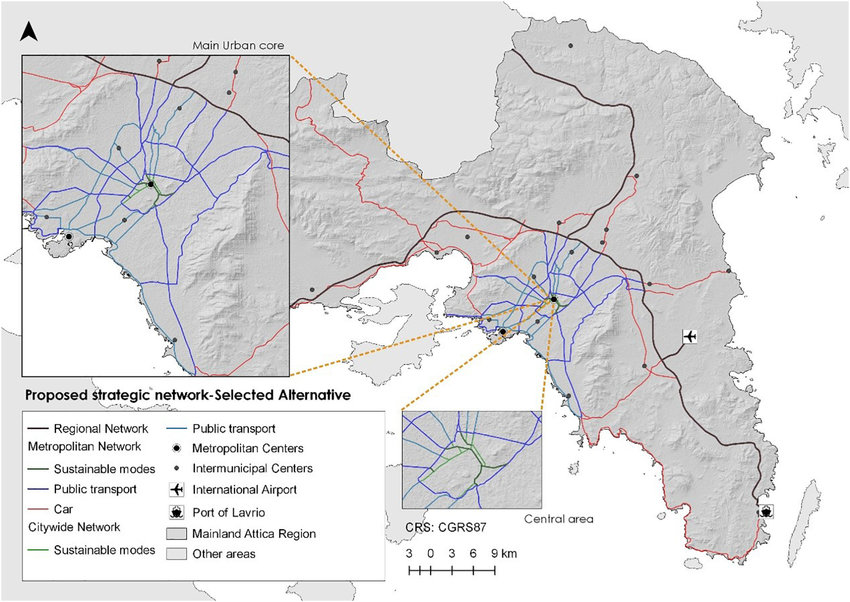 Main Urban core
Proposed strategic network-Selected Alternative
Regional Network
Metropolitan Network
Sustainable modes
Public transport
Car
Citywide Network
Sustainable modes
Public transport
Metropolitan Centers
Intermunicipal Centers
International Airport
Port of Lavrio
Mainland Attica Region
Other areas
Central area
CRS: CGRS87
3 0 3 6 9 km